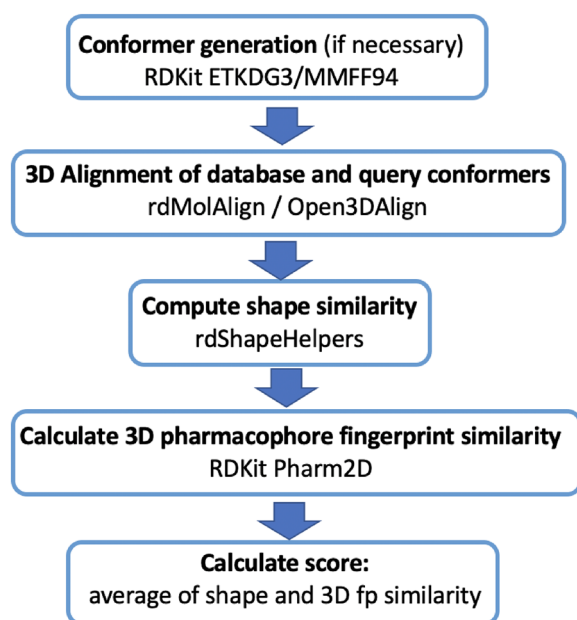 Conformer generation (if necessary)
RDKit ETKDG3/MMFF94
3D Alignment of database and query conformers
rdMolAlign / Open3DAlign
Compute shape similarity
rdShapeHelpers
Calculate 3D pharmacophore fingerprint similarity
RDKit Pharm2D
Calculate score:
average of shape and 3D fp similarity